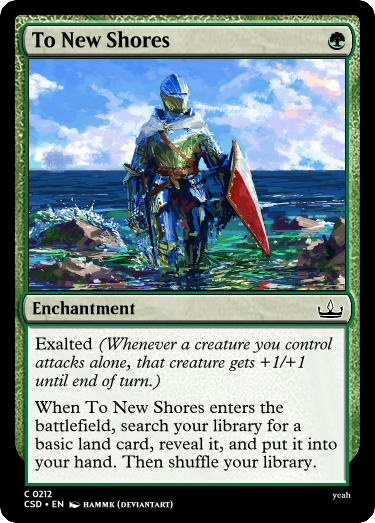 To New Shores
Enchantment
Exalted (Whenever a creature you control
attacks alone, that creature gets +1/+1
until end of turn.)
When To New Shores enters the
battlefield, search your library for a
basic land card, reveal it, and put it into
your hand. Then shuffle your library.
C 0212
yeah
CSD • EN HAMMK (DEVIANTART)